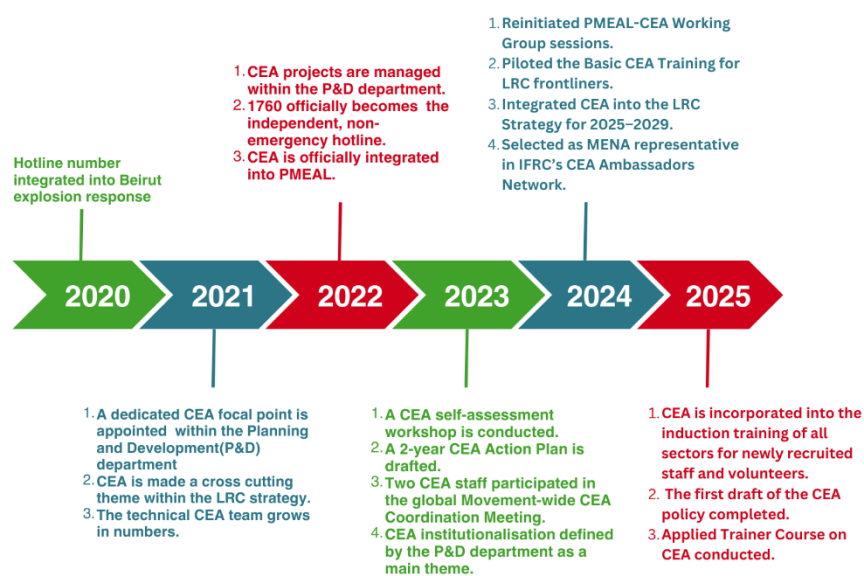 Hotline number
integrated into Beirut
explosion response
1. CEA projects are managed
within the P&D department.
2. 1760 officially becomes the
independent, non-
emergency hotline.
3. CEA is officially integrated
into PMEAL.
1. Reinitiated PMEAL-CEA Working
Group sessions.
2. Piloted the Basic CEA Training for
LRC frontliners.
3. Integrated CEA into the LRC
Strategy for 2025–2029.
4. Selected as MENA representative
in IFRC's CEA Ambassadors
Network.
2020
2021
2022
2023
2024
2025
1. A dedicated CEA focal point is
appointed within the Planning
and Development(P&D)
department
2. CEA is made a cross cutting
theme within the LRC strategy.
3. The technical CEA team grows
in numbers.
1. A CEA self-assessment
workshop is conducted.
2. A 2-year CEA Action Plan is
drafted.
3. Two CEA staff participated in
the global Movement-wide CEA
Coordination Meeting.
4. CEA institutionalisation defined
by the P&D department as a
main theme.
1. CEA is incorporated into the
induction training of all
sectors for newly recruited
staff and volunteers.
2. The first draft of the CEA
policy completed.
3. Applied Trainer Course on
CEA conducted.